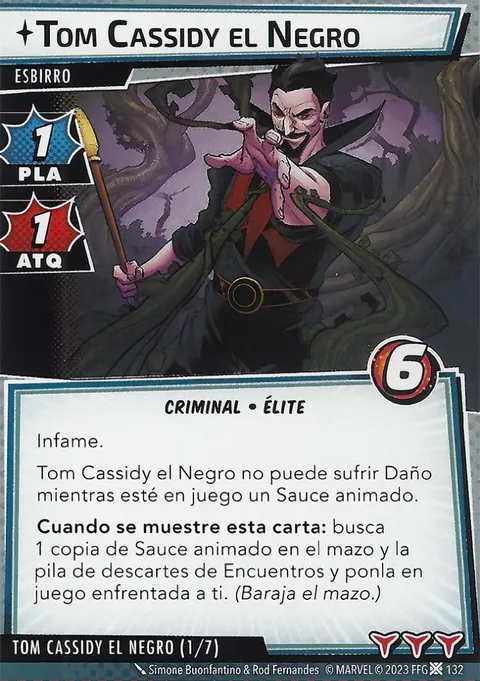 TOM CASSIDY EL NEGRO
ESBIRRO
1
PLA
1
ATQ
6
CRIMINAL • ÉLITE
Infame.
Tom Cassidy el Negro no puede sufrir Daño
mientras esté en juego un Sauce animado.
Cuando se muestre esta carta: busca
1 copia de Sauce animado en el mazo y la
pila de descartes de Encuentros y ponla en
juego enfrentada a ti. (Baraja el mazo.)
TOM CASSIDY EL NEGRO (1/7)
Simone Buonfantino & Rod Fernandes © MARVEL © 2023 FFG 132